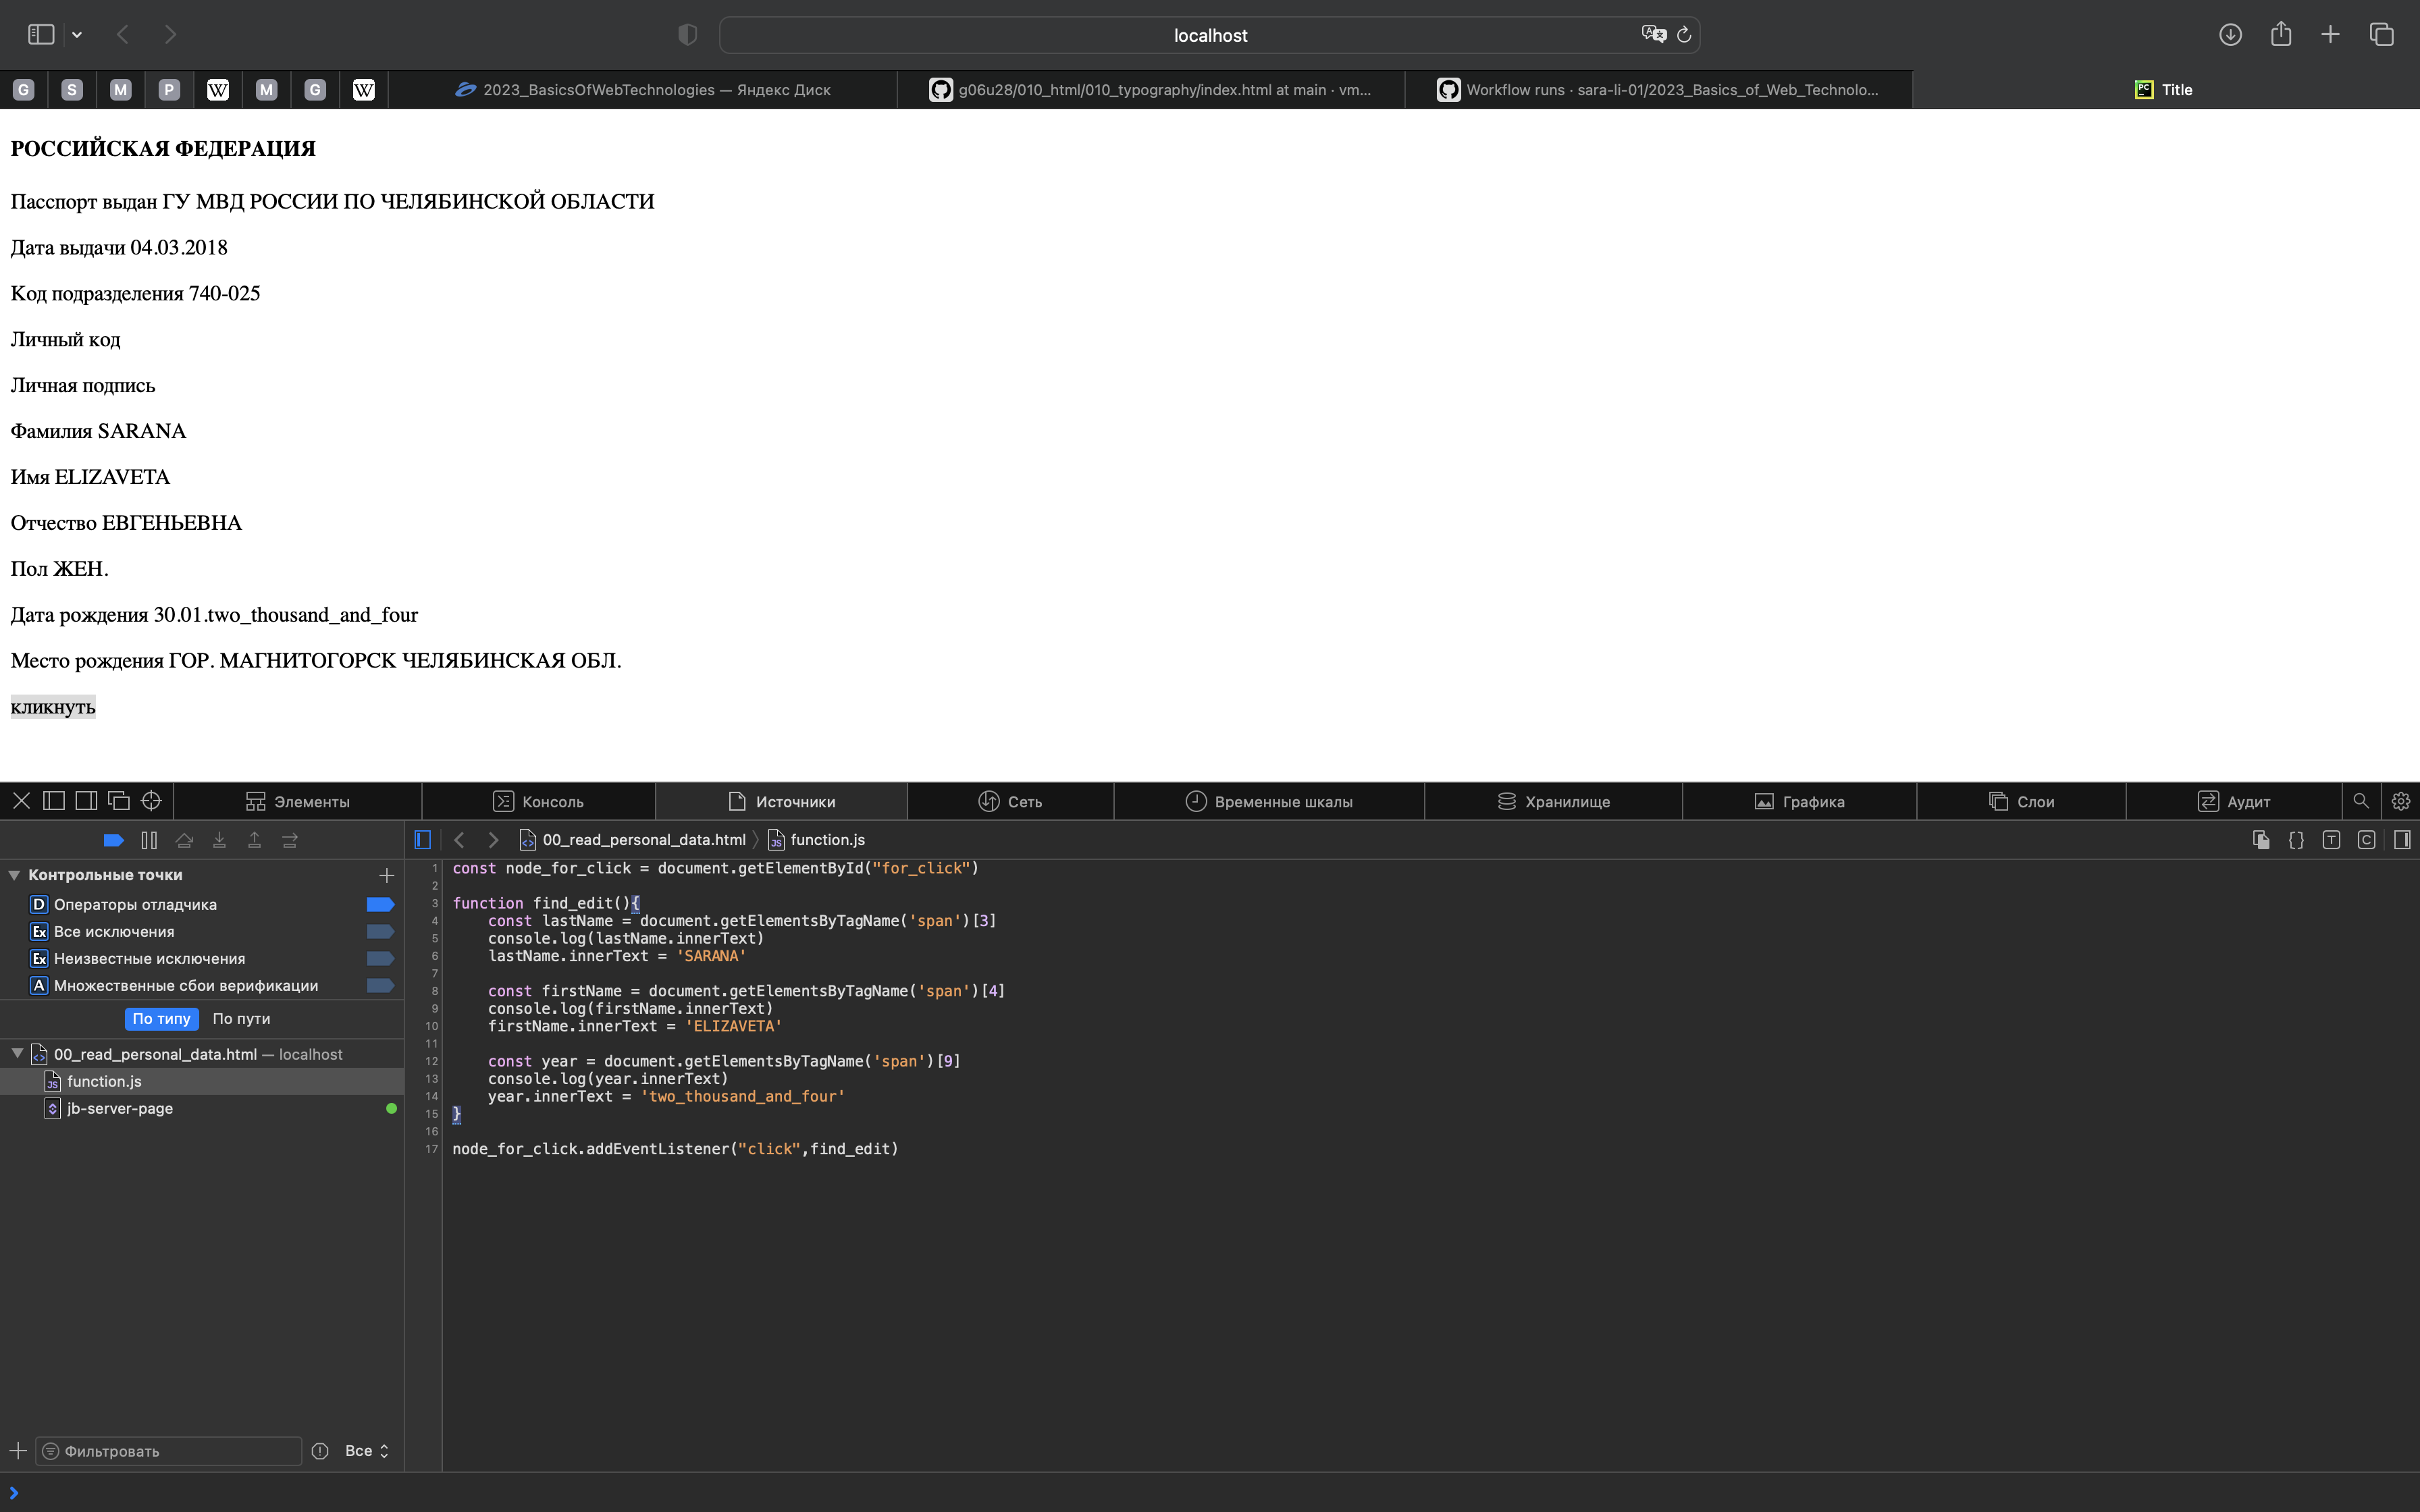 localhost
G S M P W M G W 2023_BasicsOfWebTechnologies — Яндекс Диск g06u28/010_html/010_typography/index.html at main · vm... Workflow runs · sara-li-01/2023_Basics_of_Web_Technolo... PC Title
РОССИЙСКАЯ ФЕДЕРАЦИЯ
Пасспорт выдан ГУ МВД РОССИИ ПО ЧЕЛЯБИНСКОЙ ОБЛАСТИ
Дата выдачи 04.03.2018
Код подразделения 740-025
Личный код
Личная подпись
Фамилия SARANA
Имя ELIZAVETA
Отчество ЕВГЕНЬЕВНА
Пол ЖЕН.
Дата рождения 30.01.two_thousand_and_four
Место рождения ГОР. МАГНИТОГОРСК ЧЕЛЯБИНСКАЯ ОБЛ.
кликнуть
Элементы Консоль Источники Сеть Временные шкалы Хранилище Графика Слои Аудит
00_read_personal_data.html function.js
Контрольные точки
D Операторы отладчика
Ex Все исключения
Ex Неизвестные исключения
A Множественные сбои верификации
По типу По пути
00_read_personal_data.html — localhost
function.js
jb-server-page
Фильтровать Все
1 const node_for_click = document.getElementById("for_click")
2
3 function find_edit(){
4 const lastName = document.getElementsByTagName('span')[3]
5 console.log(lastName.innerText)
6 lastName.innerText = 'SARANA'
7
8 const firstName = document.getElementsByTagName('span')[4]
9 console.log(firstName.innerText)
10 firstName.innerText = 'ELIZAVETA'
11
12 const year = document.getElementsByTagName('span')[9]
13 console.log(year.innerText)
14 year.innerText = 'two_thousand_and_four'
15 }
16
17 node_for_click.addEventListener("click",find_edit)